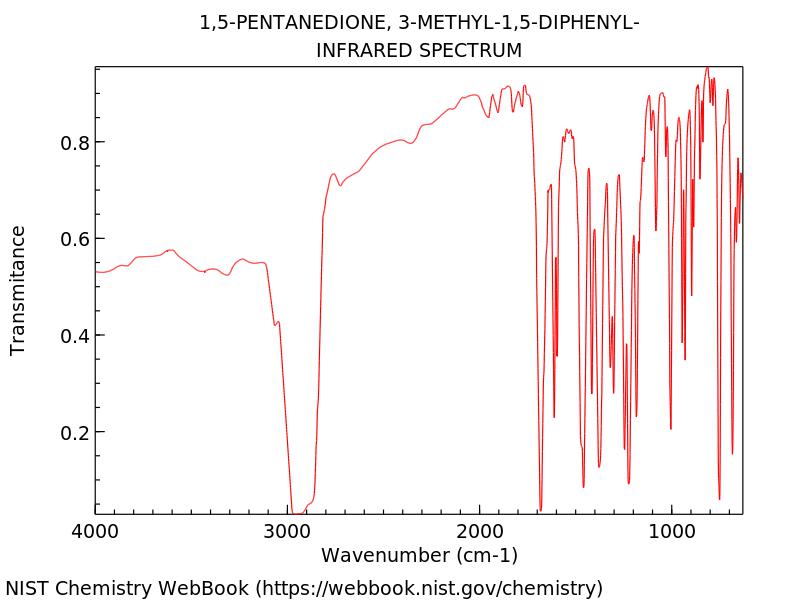 1,5-PENTANEDIONE, 3-METHYL-1,5-DIPHENYL-
INFRARED SPECTRUM
0.8
0.6
0.4
0.2
Transmitance
4000 3000 2000 1000
Wavenumber (cm-1)
NIST Chemistry WebBook (https://webbook.nist.gov/chemistry)